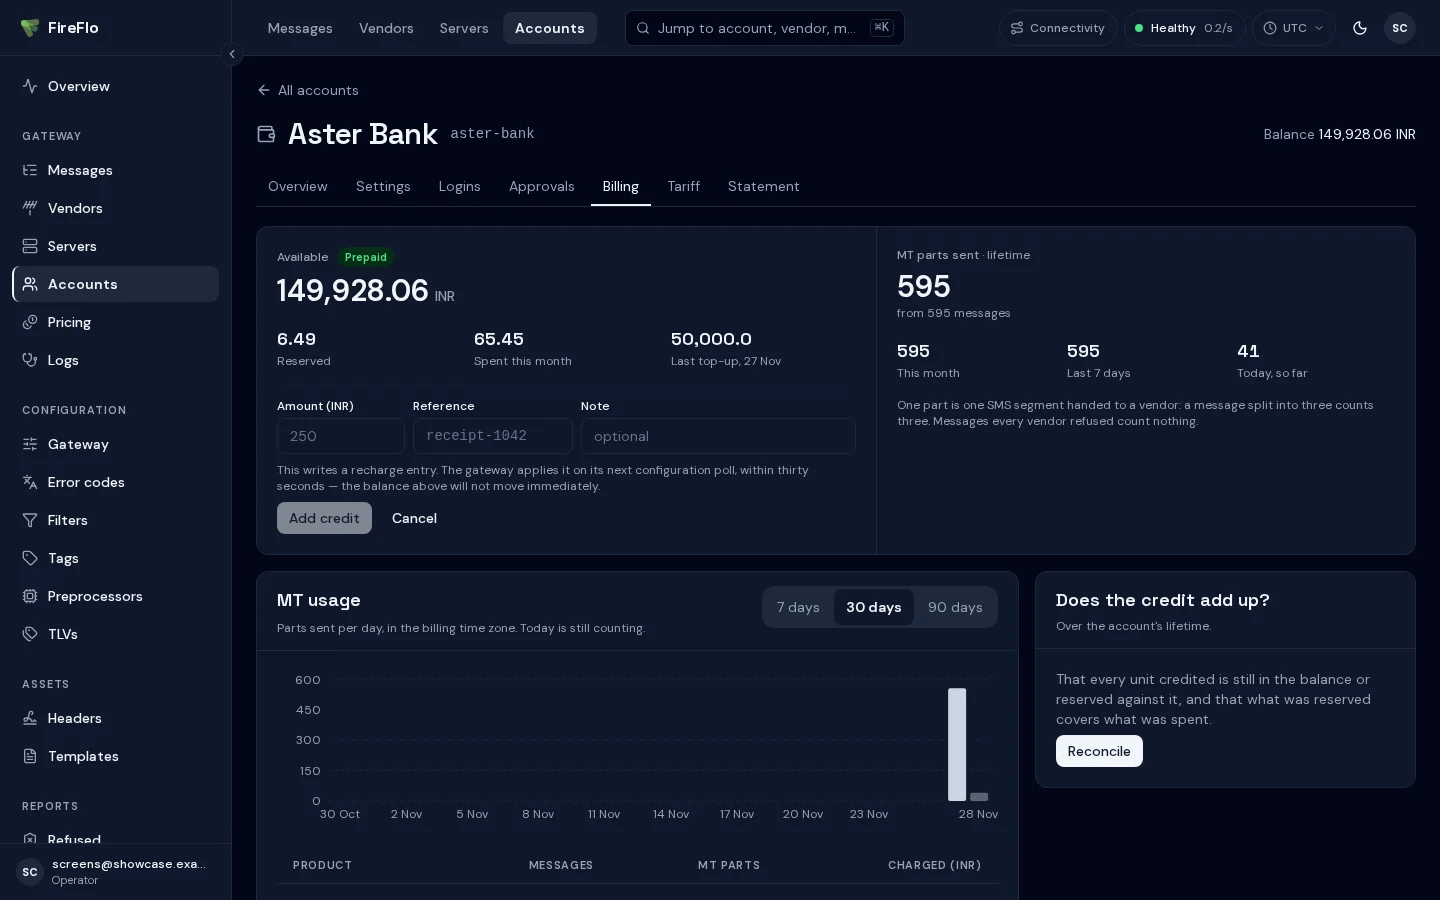 FireFlo
Messages
Vendors
Servers
Accounts
Jump to account, vendor, m...
⌘K
Connectivity
Healthy 0.2/s
UTC
SC
Overview
GATEWAY
Messages
Vendors
Servers
Accounts
Pricing
Logs
CONFIGURATION
Gateway
Error codes
Filters
Tags
Preprocessors
TLVs
ASSETS
Headers
Templates
REPORTS
Refused
SC
screens@showcase.exa...
Operator
All accounts
Aster Bank aster-bank
Balance 149,928.06 INR
Overview
Settings
Logins
Approvals
Billing
Tariff
Statement
Available Prepaid
149,928.06 INR
6.49
Reserved
65.45
Spent this month
50,000.0
Last top-up, 27 Nov
Amount (INR)
250
Reference
receipt-1042
Note
optional
This writes a recharge entry. The gateway applies it on its next configuration poll, within thirty
seconds — the balance above will not move immediately.
Add credit
Cancel
MT parts sent · lifetime
595
from 595 messages
595
This month
595
Last 7 days
41
Today, so far
One part is one SMS segment handed to a vendor: a message split into three counts
three. Messages every vendor refused count nothing.
MT usage
Parts sent per day, in the billing time zone. Today is still counting.
7 days
30 days
90 days
600
450
300
150
0
30 Oct
2 Nov
5 Nov
8 Nov
11 Nov
14 Nov
17 Nov
20 Nov
23 Nov
28 Nov
PRODUCT
MESSAGES
MT PARTS
CHARGED (INR)
Does the credit add up?
Over the account's lifetime.
That every unit credited is still in the balance or
reserved against it, and that what was reserved
covers what was spent.
Reconcile